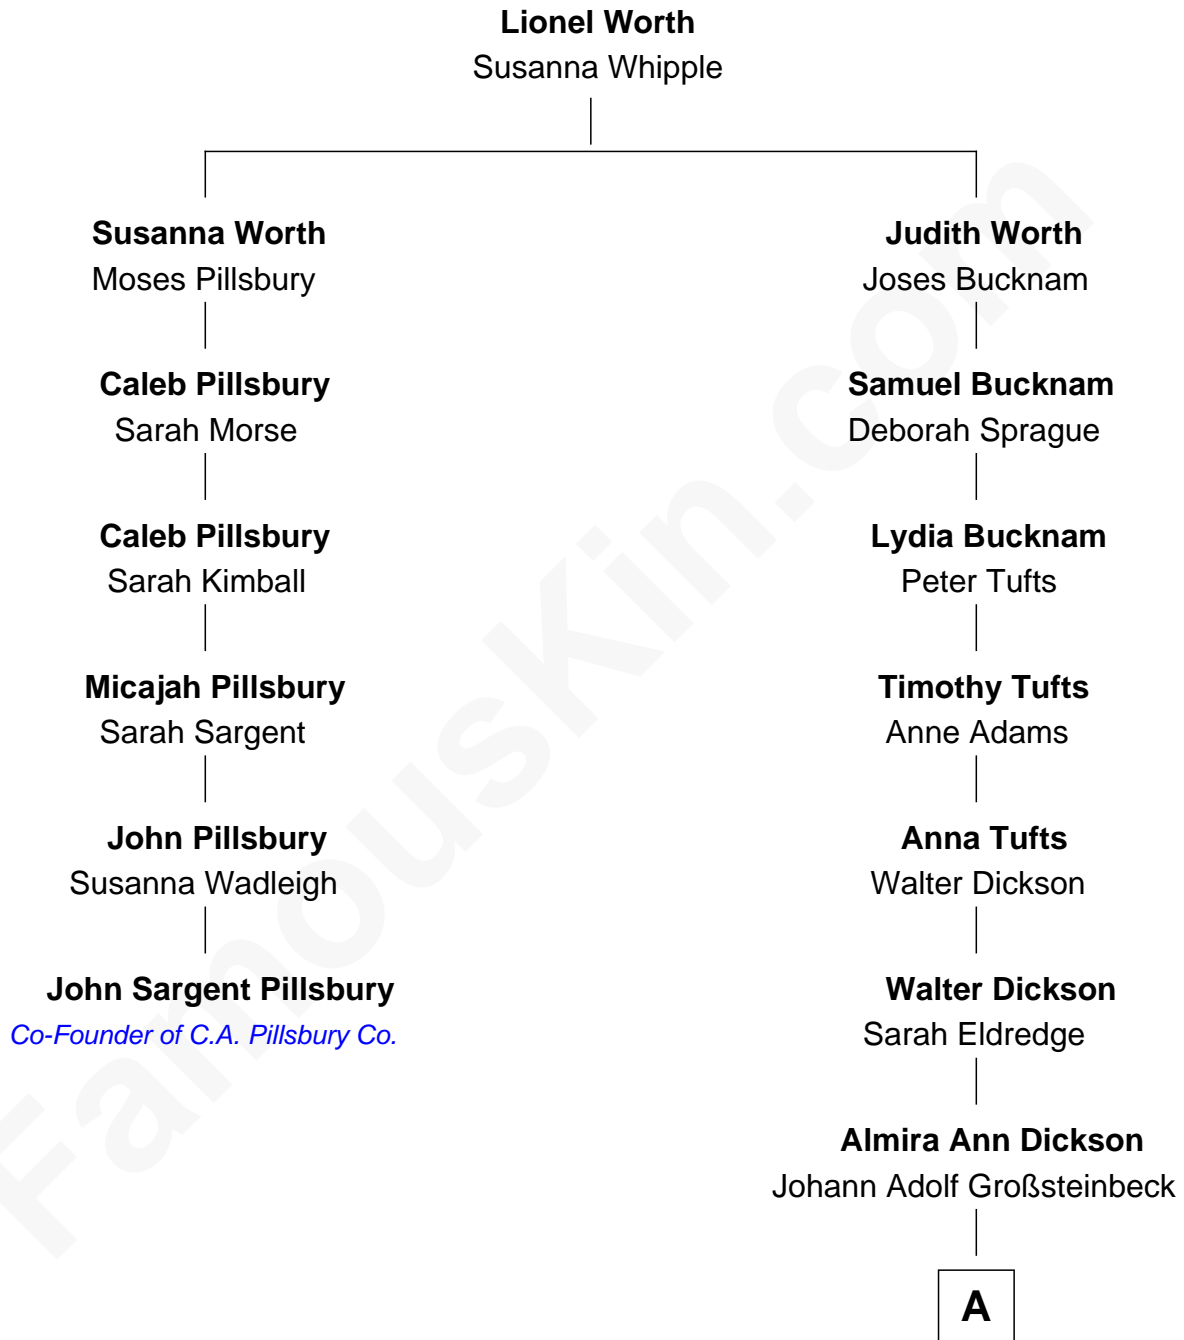 Lionel Worth
Susanna Whipple
Susanna Worth
Moses Pillsbury
Caleb Pillsbury
Sarah Morse
Caleb Pillsbury
Sarah Kimball
Micajah Pillsbury
Sarah Sargent
John Pillsbury
Susanna Wadleigh
John Sargent Pillsbury
Co-Founder of C.A. Pillsbury Co.
Judith Worth
Joses Bucknam
Samuel Bucknam
Deborah Sprague
Lydia Bucknam
Peter Tufts
Timothy Tufts
Anne Adams
Anna Tufts
Walter Dickson
Walter Dickson
Sarah Eldredge
Almira Ann Dickson
Johann Adolf Großsteinbeck
A
FamousKin.com